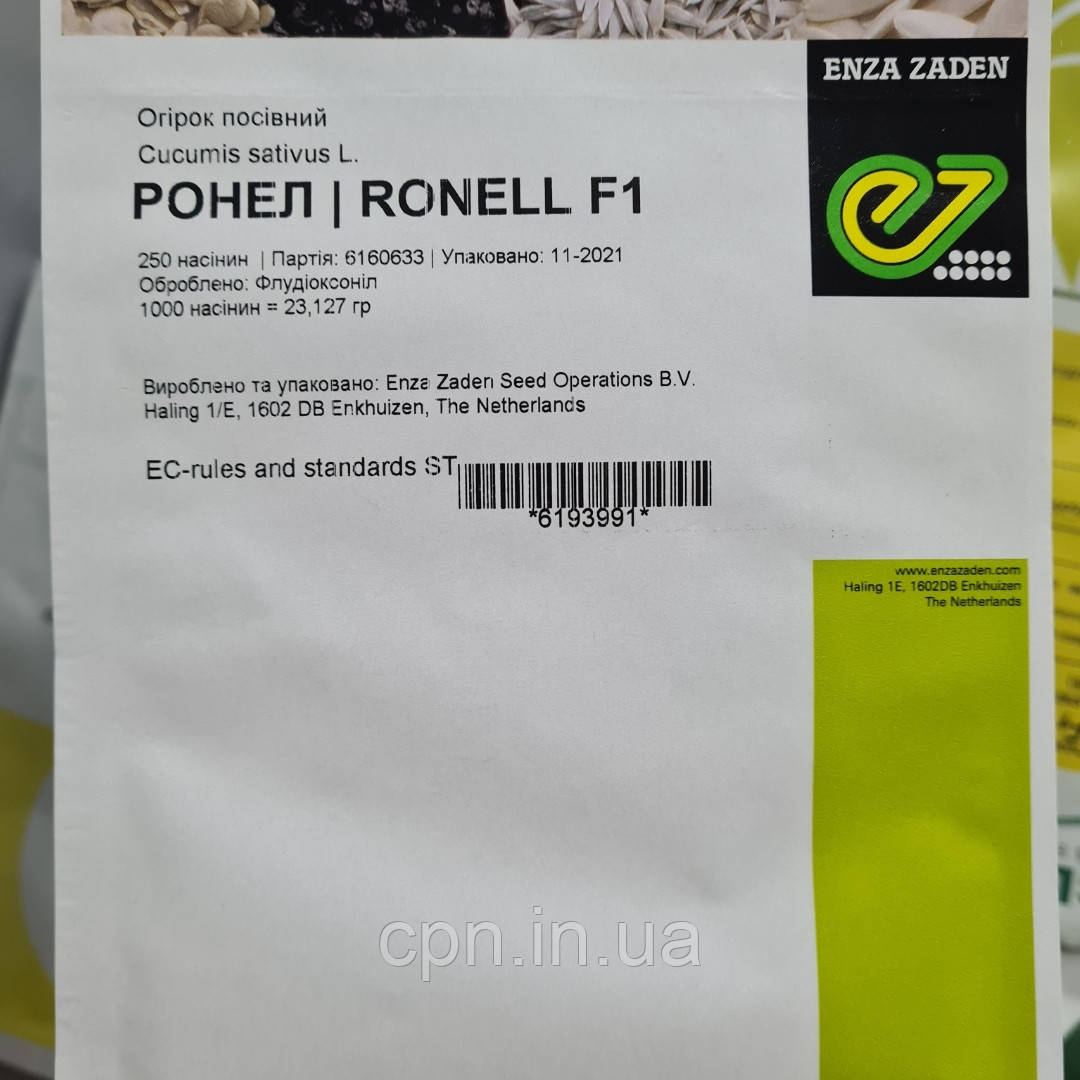 ENZA ZADEN
Огірок посівний
Cucumis sativus L.
РОНЕЛ | RONELL F1
250 насінин | Партія: 6160633 | Упаковано: 11-2021
Оброблено: Флудіоксоніл
1000 насінин = 23,127 гр
Вироблено та упаковано: Enza Zaden Seed Operations B.V.
Haling 1/E, 1602 DB Enkhuizen, The Netherlands
EC-rules and standards ST
*6193991*
www.enzazaden.com
Haling 1E, 1602DB Enkhuizen
The Netherlands
cpn.in.ua